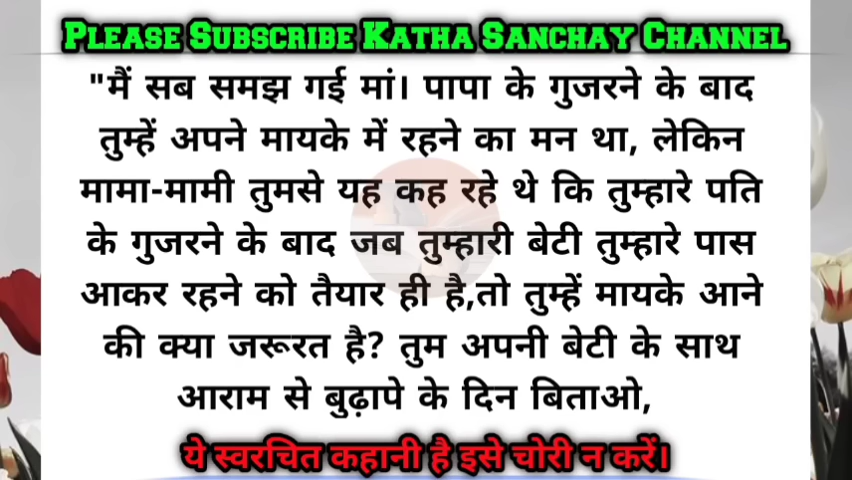 PLEASE SUBSCRIBE KATHA SANCHAY CHANNEL
"मैं सब समझ गई मां। पापा के गुजरने के बाद
तुम्हें अपने मायके में रहने का मन था, लेकिन
मामा-मामी तुमसे यह कह रहे थे कि तुम्हारे पति
के गुजरने के बाद जब तुम्हारी बेटी तुम्हारे पास
आकर रहने को तैयार ही है,तो तुम्हें मायके आने
की क्या जरूरत है? तुम अपनी बेटी के साथ
आराम से बुढ़ापे के दिन बिताओ,
ये स्वरचित कहानी है इसे चोरी न करें।